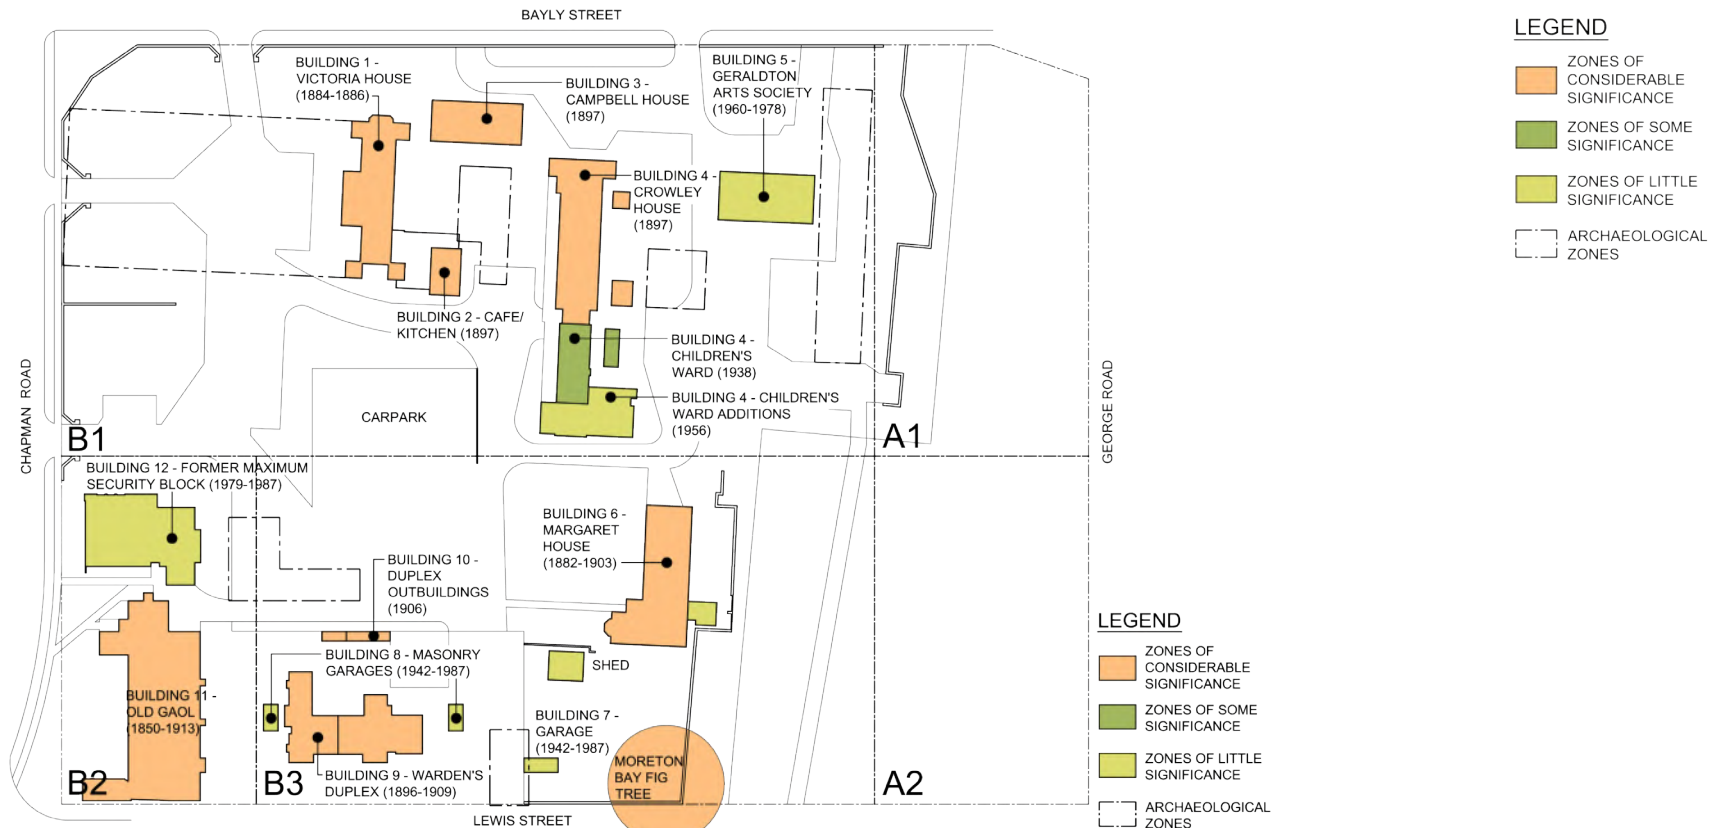 BAYLY STREET
LEGEND
ZONES OF
CONSIDERABLE
SIGNIFICANCE
ZONES OF SOME
SIGNIFICANCE
ZONES OF LITTLE
SIGNIFICANCE
ARCHAEOLOGICAL
ZONES
BUILDING 1 -
VICTORIA HOUSE
(1884-1886)
BUILDING 3 -
CAMPBELL HOUSE
(1897)
BUILDING 5 -
GERALDTON
ARTS SOCIETY
(1960-1978)
BUILDING 4 -
CROWLEY
HOUSE
(1897)
BUILDING 2 - CAFE/
KITCHEN (1897)
BUILDING 4 -
CHILDREN'S
WARD (1938)
BUILDING 4 - CHILDREN'S
WARD ADDITIONS
(1956)
CARPARK
CHAPMAN ROAD
GEORGE ROAD
B1
A1
BUILDING 12 - FORMER MAXIMUM
SECURITY BLOCK (1979-1987)
BUILDING 6 -
MARGARET
HOUSE
(1882-1903)
BUILDING 10 -
DUPLEX
OUTBUILDINGS
(1906)
BUILDING 8 - MASONRY
GARAGES (1942-1987)
SHED
BUILDING 11 -
OLD GAOL
(1850-1913)
BUILDING 7 -
GARAGE
(1942-1987)
MORETON
BAY FIG
TREE
BUILDING 9 - WARDEN'S
DUPLEX (1896-1909)
B2
B3
A2
LEWIS STREET
LEGEND
ZONES OF
CONSIDERABLE
SIGNIFICANCE
ZONES OF SOME
SIGNIFICANCE
ZONES OF LITTLE
SIGNIFICANCE
ARCHAEOLOGICAL
ZONES